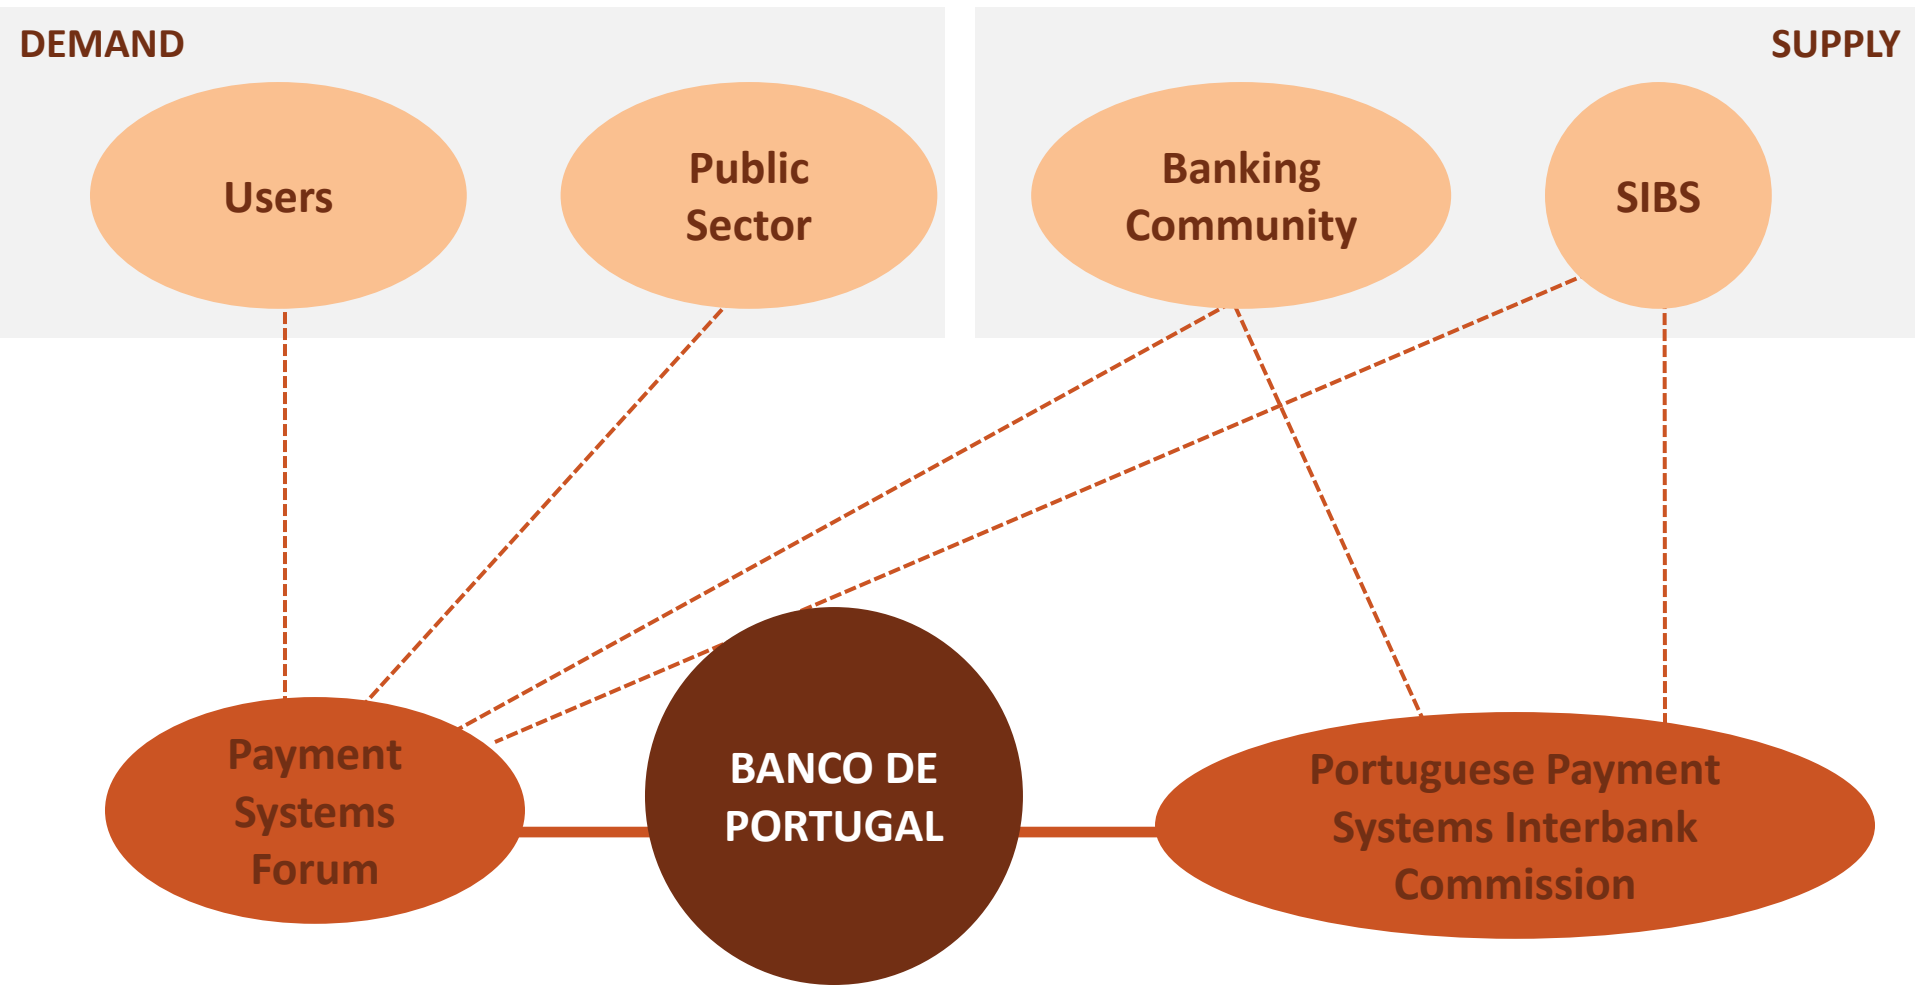 DEMAND
SUPPLY
Users
Public
Sector
Banking
Community
SIBS
Payment
Systems
Forum
BANCO DE
PORTUGAL
Portuguese Payment
Systems Interbank
Commission